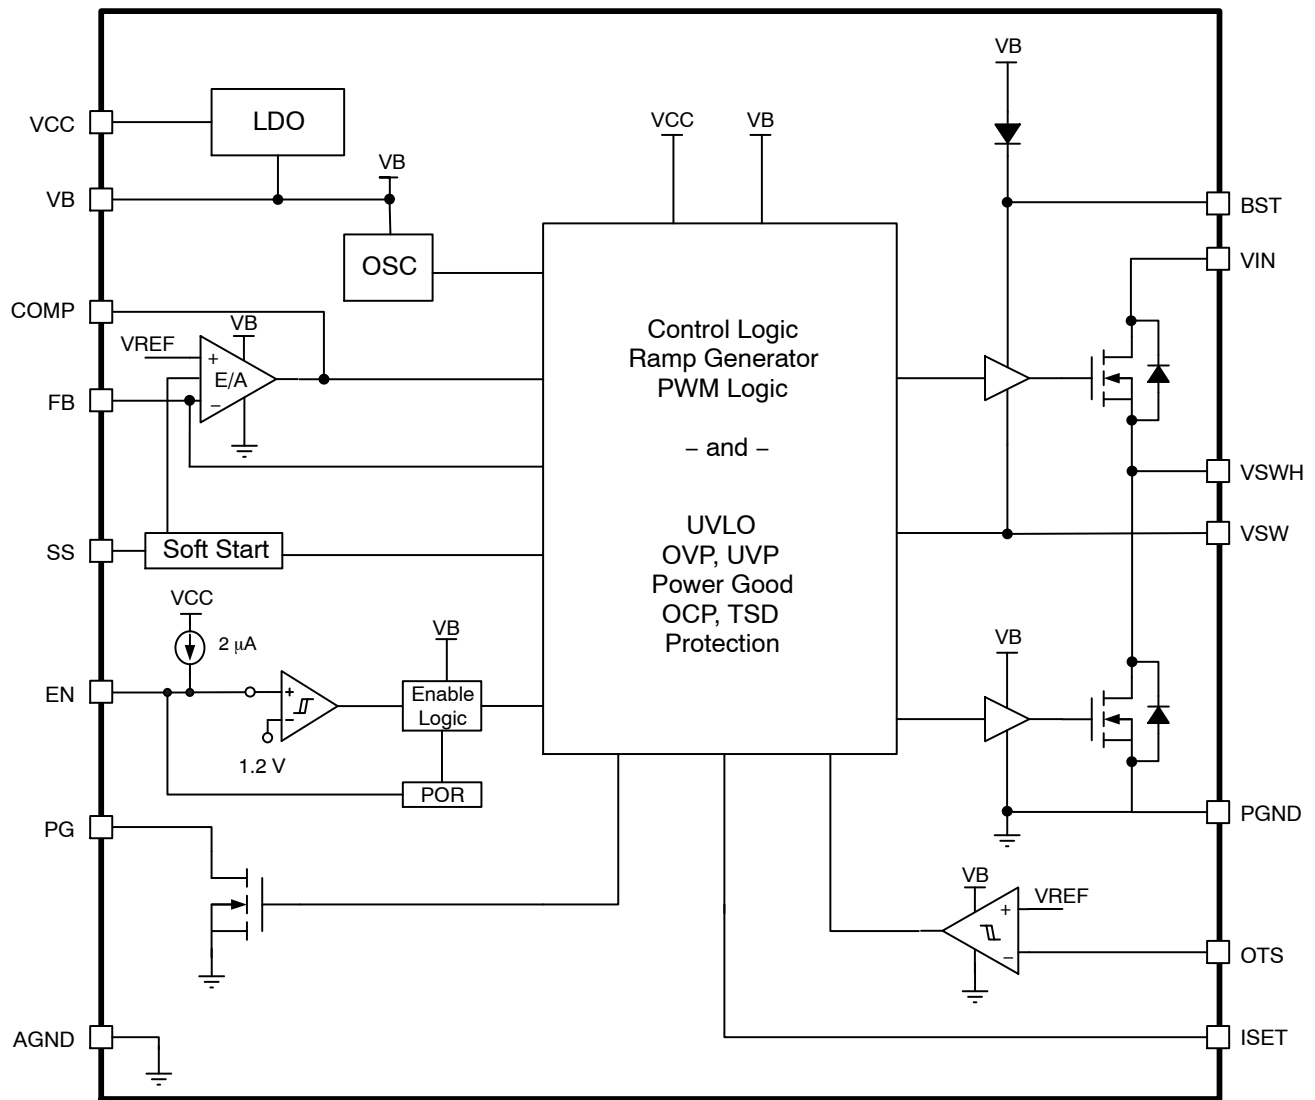 VB
LDO
VCC
VCC
VB
VB
VB
BST
OSC
VIN
COMP
VREF
VB
+
E/A
−
FB
Control Logic
Ramp Generator
PWM Logic
– and –
UVLO
OVP, UVP
Power Good
OCP, TSD
Protection
VSWH
VSW
SS
Soft Start
VCC
2 μA
VB
VB
EN
+
−
Enable
Logic
1.2 V
POR
PG
PGND
VB
VREF
+
−
OTS
AGND
ISET